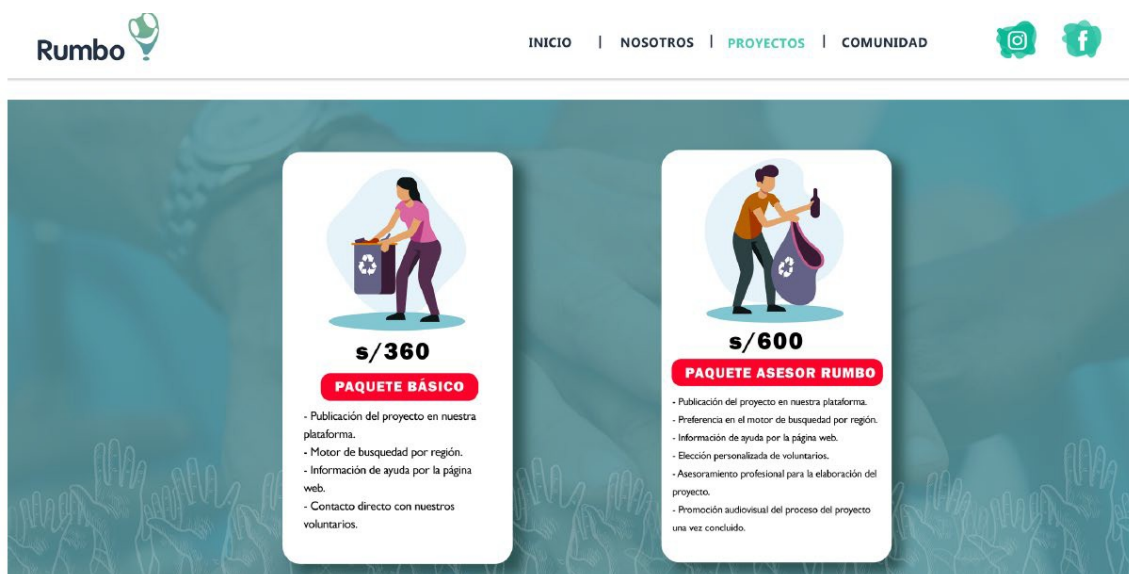 Rumbo
INICIO | NOSOTROS | PROYECTOS | COMUNIDAD
s/360
PAQUETE BÁSICO
- Publicación del proyecto en nuestra
plataforma.
- Motor de busquedad por región.
- Información de ayuda por la página
web.
- Contacto directo con nuestros
voluntarios.
s/600
PAQUETE ASESOR RUMBO
- Publicación del proyecto en nuestra plataforma.
- Preferencia en el motor de busquedad por región.
- Información de ayuda por la página web.
- Elección personalizada de voluntarios.
- Asesoramiento profesional para la elaboración del
proyecto.
- Promoción audiovisual del proceso del proyecto
una vez concluido.